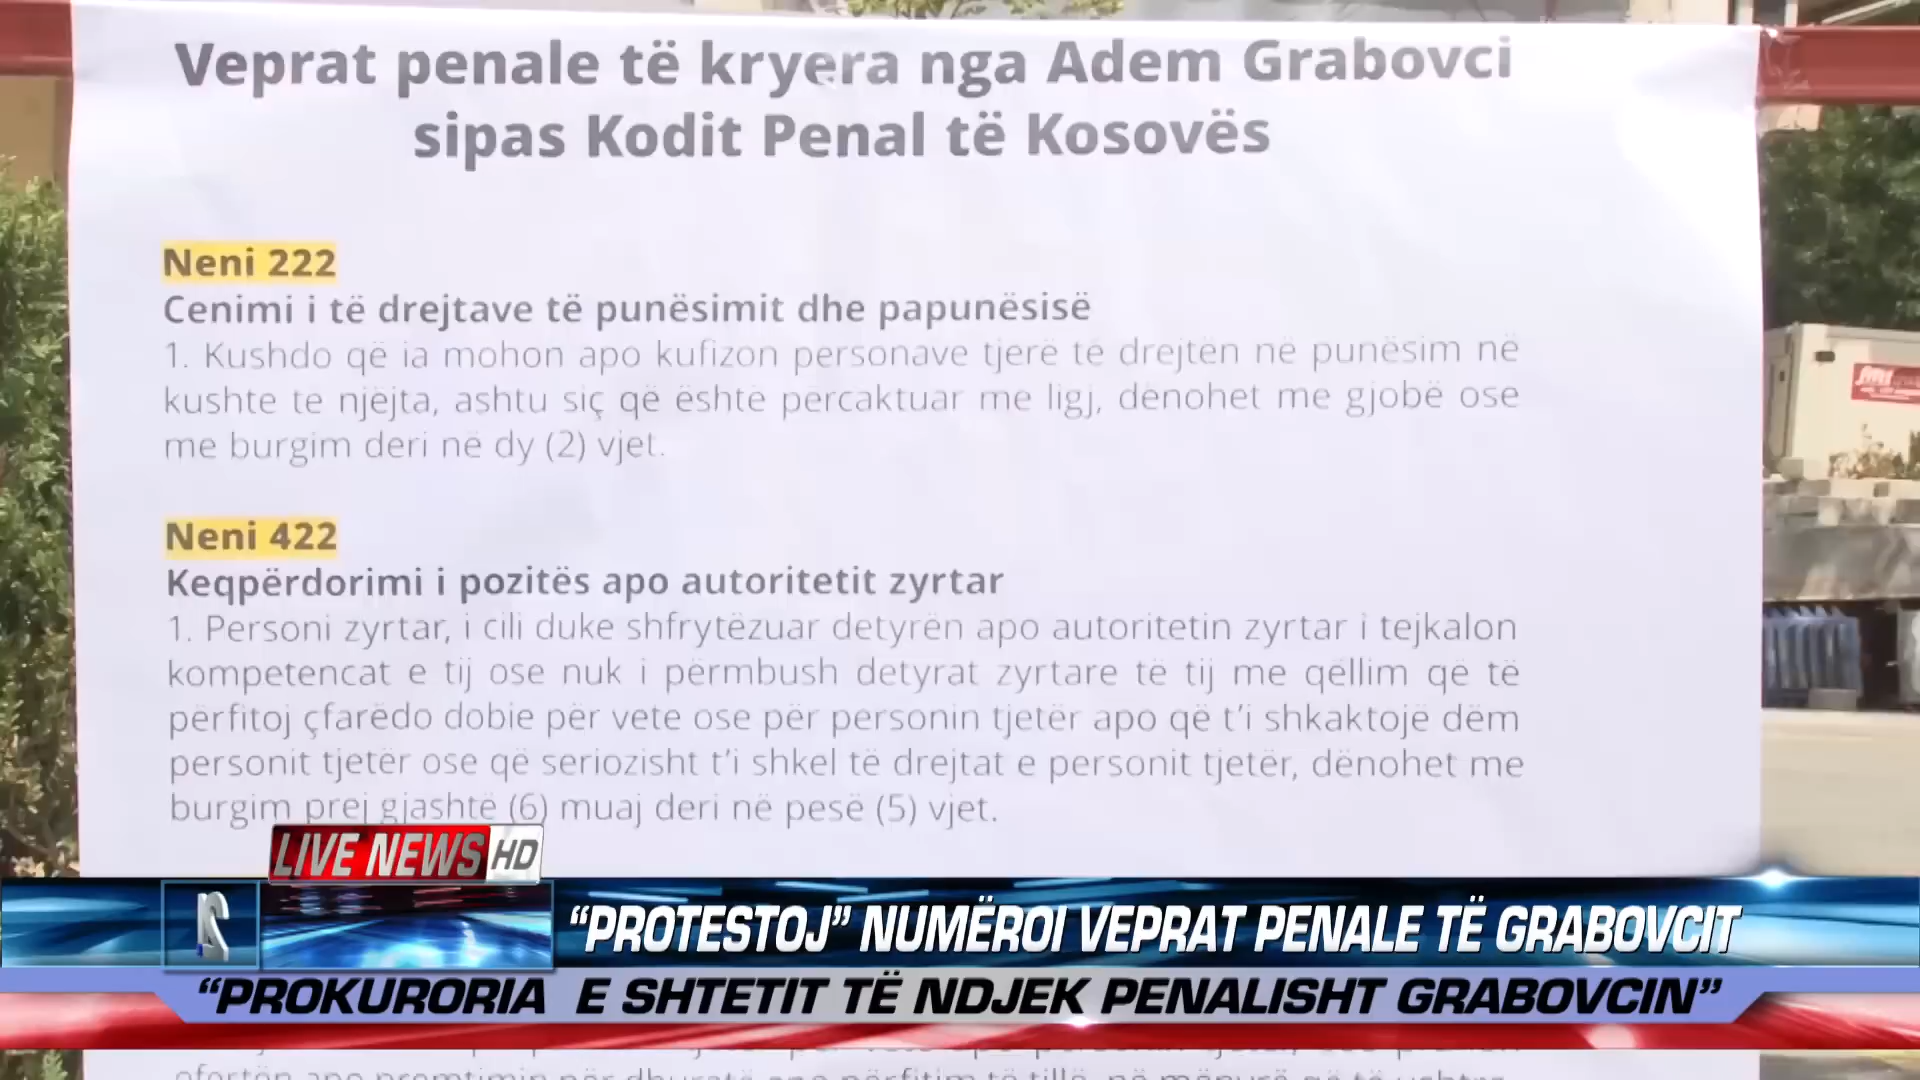 Veprat penale të kryera nga Adem Grabovci
sipas Kodit Penal të Kosovës
Neni 222
Cenimi i të drejtave të punësimit dhe papunësisë
1. Kushdo që ia mohon apo kufizon personave tjerë të drejtën në punësim në
kushte te njëjta, ashtu siç që është përcaktuar me ligj, dënohet me gjobë ose
me burgim deri në dy (2) vjet.
Neni 422
Keqpërdorimi i pozitës apo autoritetit zyrtar
1. Personi zyrtar, i cili duke shfrytëzuar detyrën apo autoritetin zyrtar i tejkalon
kompetencat e tij ose nuk i përmbush detyrat zyrtare të tij me qëllim që të
përfitoj çfarëdo dobie për vete ose për personin tjetër apo që t'i shkaktojë dëm
personit tjetër ose që seriozisht t'i shkel të drejtat e personit tjetër, dënohet me
burgim prej gjashtë (6) muaj deri në pesë (5) vjet.
LIVE NEWS HD
“PROTESTOJ” NUMËROI VEPRAT PENALE TË GRABOVCIT
“PROKURORIA E SHTETIT TË NDJEK PENALISHT GRABOVCIN”